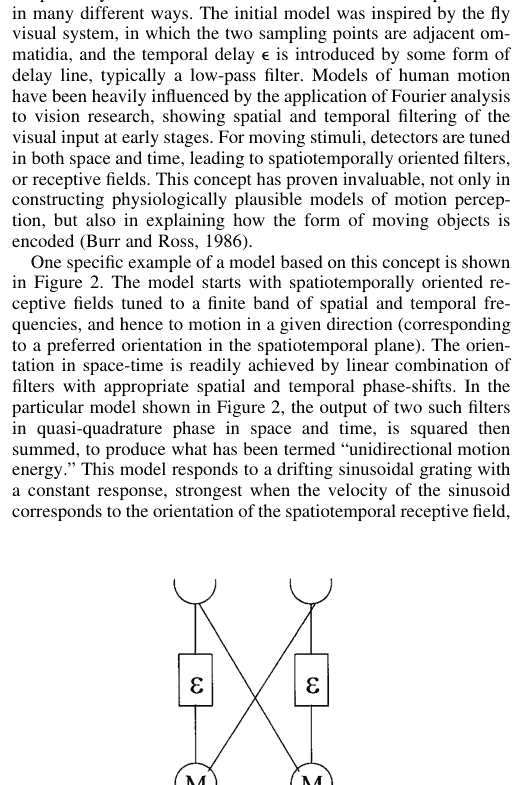 in many different ways. The initial model was inspired by the fly
visual system, in which the two sampling points are adjacent om-
matidia, and the temporal delay ϵ is introduced by some form of
delay line, typically a low-pass filter. Models of human motion
have been heavily influenced by the application of Fourier analysis
to vision research, showing spatial and temporal filtering of the
visual input at early stages. For moving stimuli, detectors are tuned
in both space and time, leading to spatiotemporally oriented filters,
or receptive fields. This concept has proven invaluable, not only in
constructing physiologically plausible models of motion percep-
tion, but also in explaining how the form of moving objects is
encoded (Burr and Ross, 1986).
One specific example of a model based on this concept is shown
in Figure 2. The model starts with spatiotemporally oriented re-
ceptive fields tuned to a finite band of spatial and temporal fre-
quencies, and hence to motion in a given direction (corresponding
to a preferred orientation in the spatiotemporal plane). The orien-
tation in space-time is readily achieved by linear combination of
filters with appropriate spatial and temporal phase-shifts. In the
particular model shown in Figure 2, the output of two such filters
in quasi-quadrature phase in space and time, is squared then
summed, to produce what has been termed “unidirectional motion
energy.” This model responds to a drifting sinusoidal grating with
a constant response, strongest when the velocity of the sinusoid
corresponds to the orientation of the spatiotemporal receptive field,
ε ε
M M